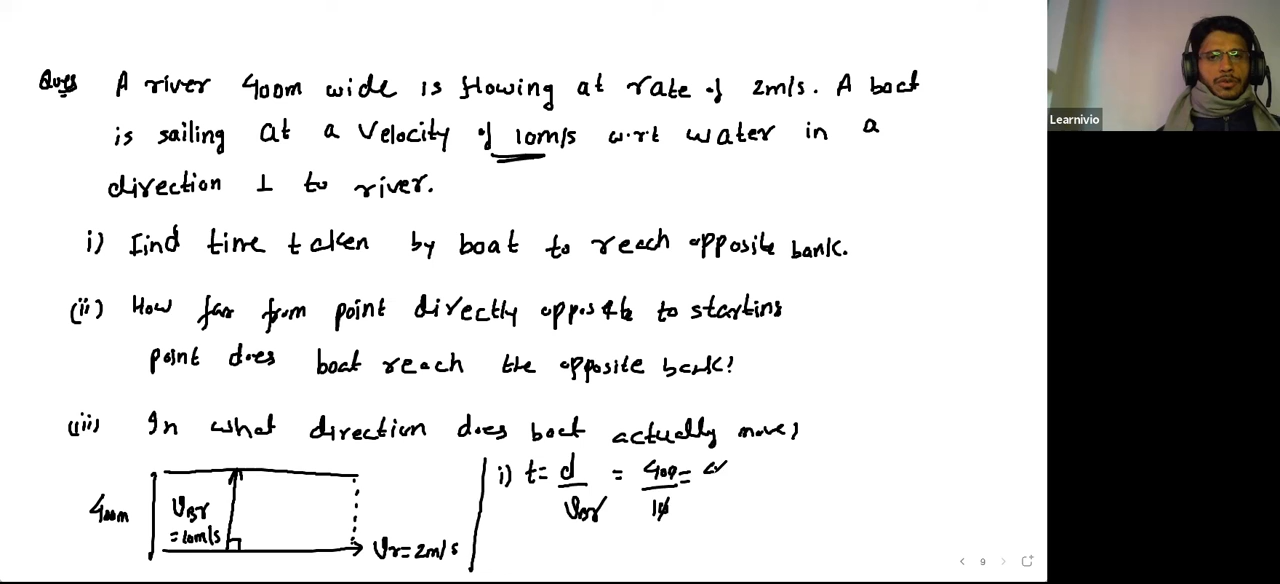 Ques A river 400m wide is flowing at rate of 2m/s. A boat
is sailing at a velocity of 10m/s w.r.t water in a
direction ⊥ to river.
i) Find time taken by boat to reach opposite bank.
(ii) How far from point directly opposite to starting
point does boat reach the opposite bank?
(iii) In what direction does boat actually move?
400m
VBr
= 10m/s
Vr = 2m/s
i) t = d/VBr = 400/10 =
Learnivio
9